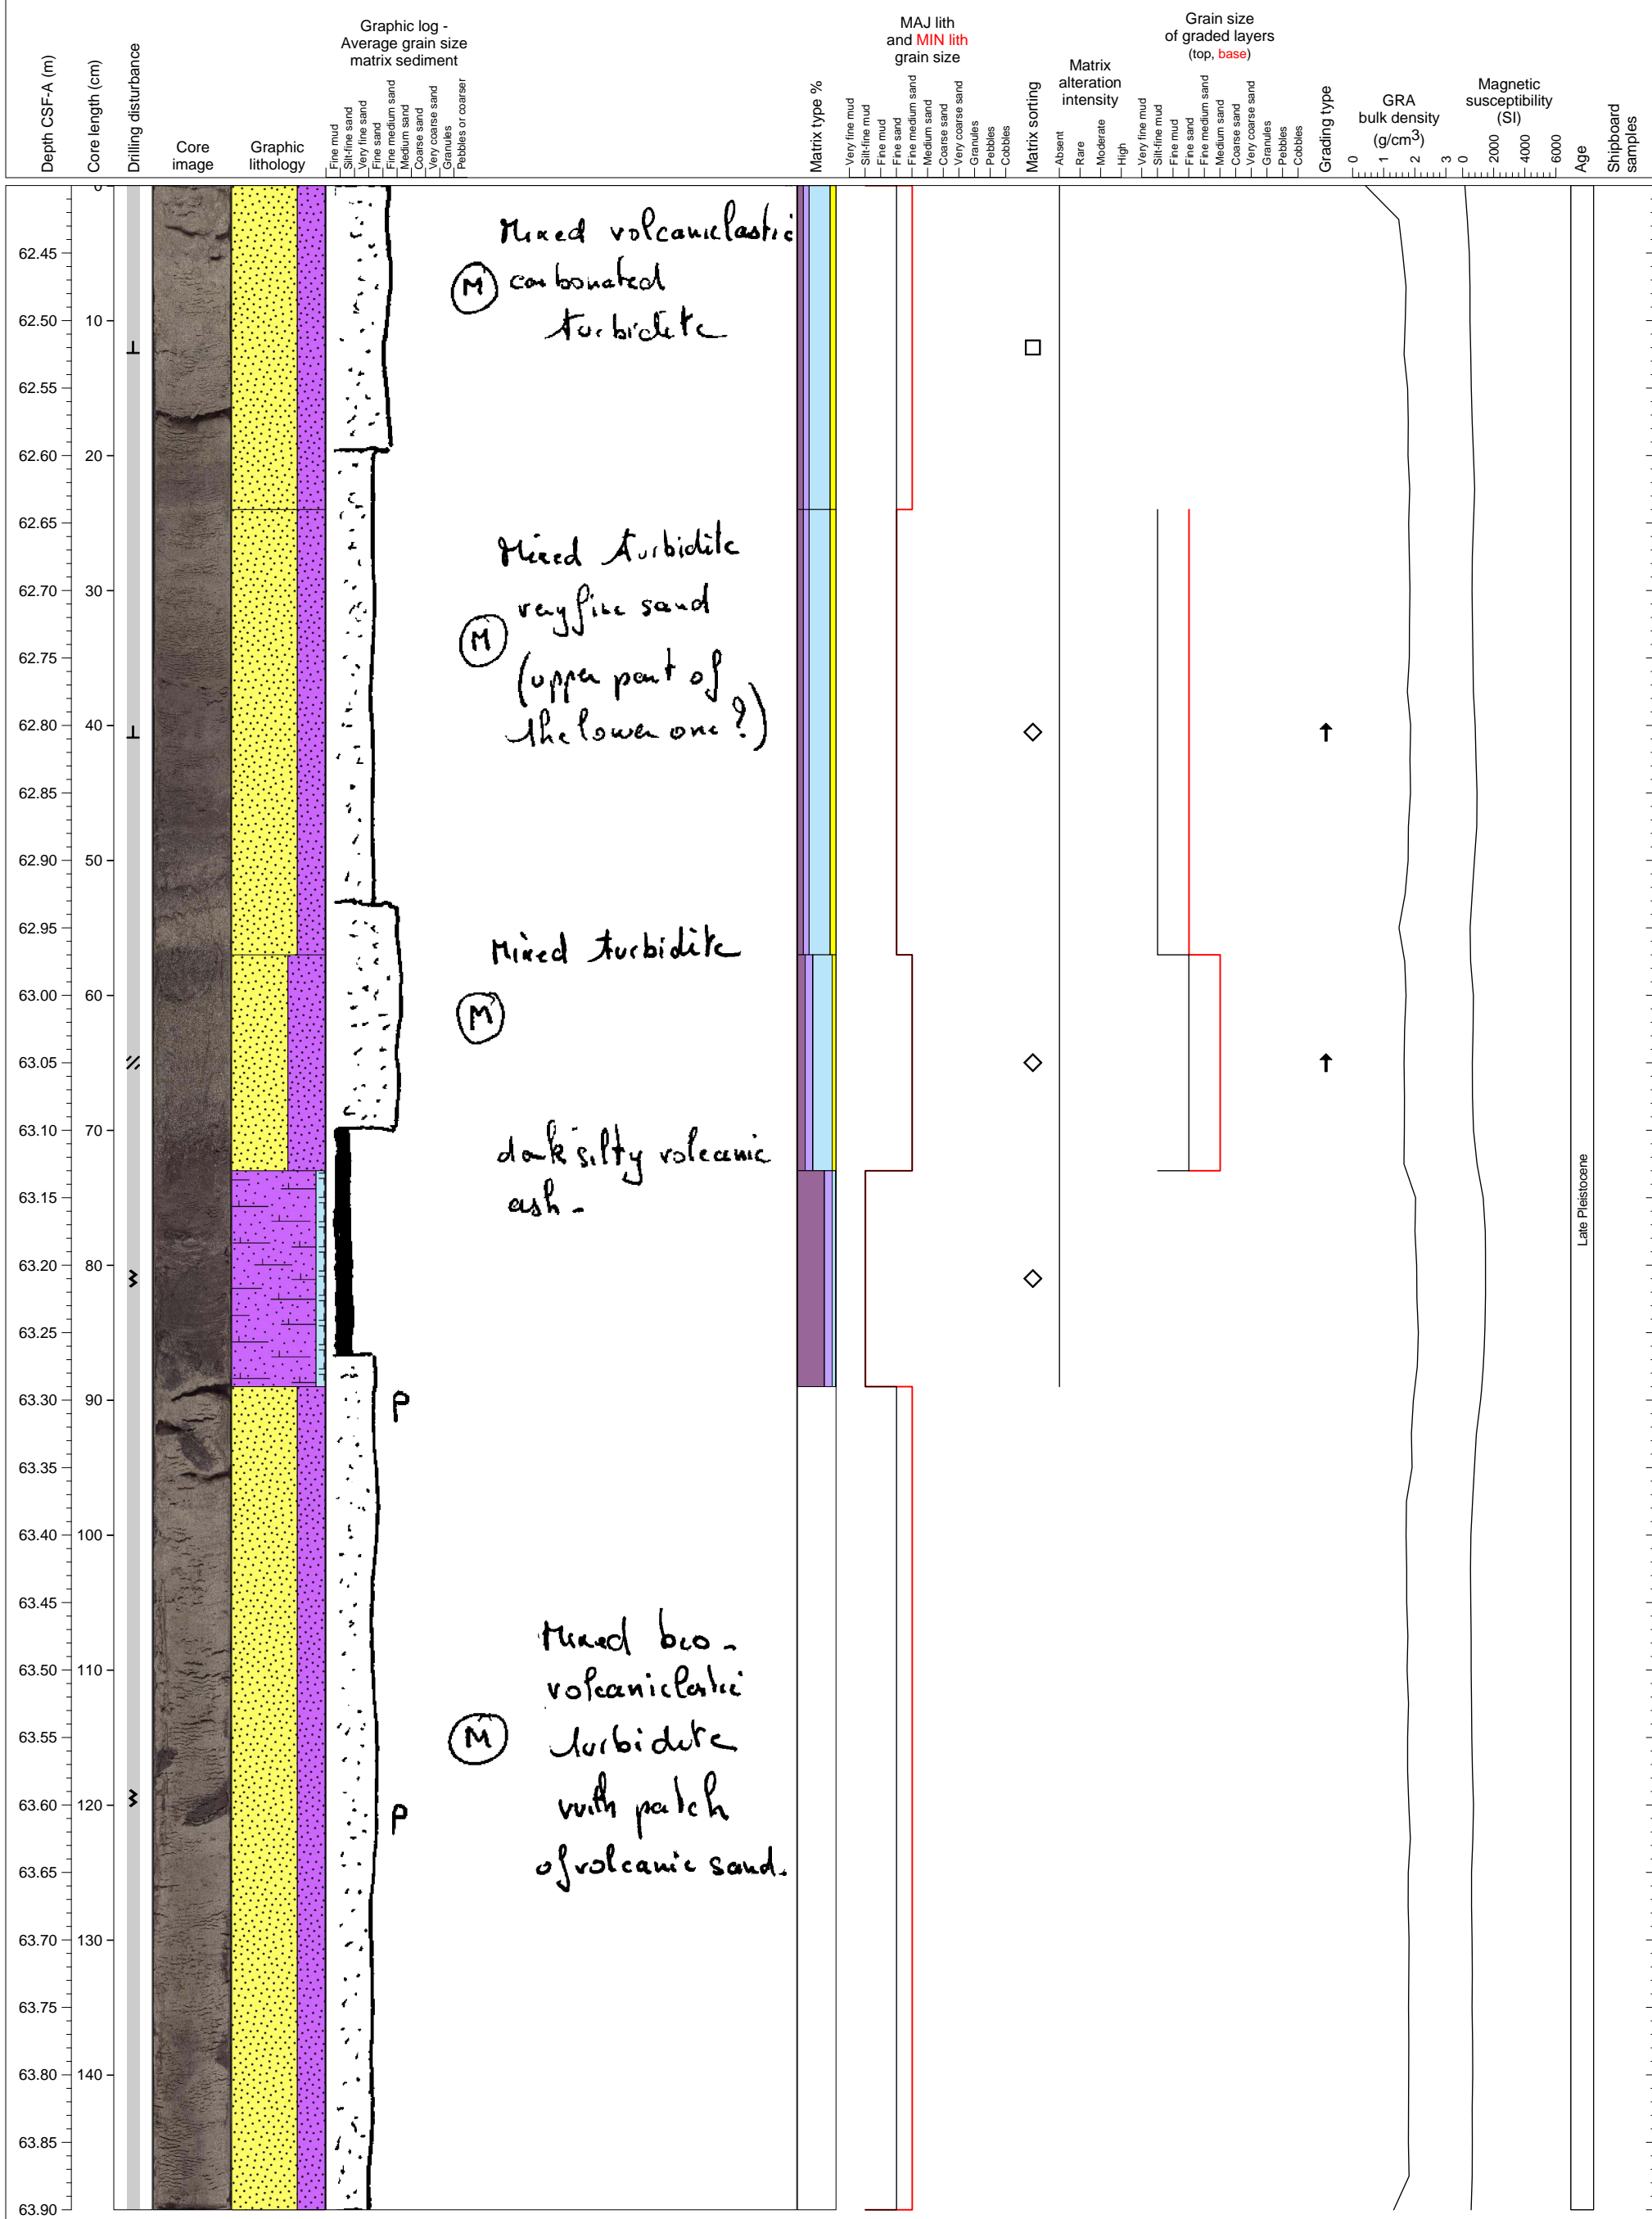 Depth CSF-A (m)
Core length (cm)
Drilling disturbance
Core
image
Graphic
lithology
Graphic log -
Average grain size
matrix sediment
Fine mud
Silt-fine sand
Very fine sand
Fine sand
Fine medium sand
Medium sand
Coarse sand
Very coarse sand
Granules
Pebbles or coarser
Matrix type %
MAJ lith
and MIN lith
grain size
Very fine mud
Silt-fine mud
Fine mud
Fine sand
Fine medium sand
Medium sand
Coarse sand
Very coarse sand
Granules
Pebbles
Cobbles
Matrix sorting
Matrix
alteration
intensity
Absent
Rare
Moderate
High
Grain size
of graded layers
(top, base)
Very fine mud
Silt-fine mud
Fine mud
Fine sand
Fine medium sand
Medium sand
Coarse sand
Very coarse sand
Granules
Pebbles
Cobbles
Grading type
GRA
bulk density
(g/cm3)
0 1 2 3
Magnetic
susceptibility
(SI)
0 2000 4000 6000
Age
Shipboard
samples
0
62.45
62.50 10
62.55
62.60 20
62.65
62.70 30
62.75
62.80 40
62.85
62.90 50
62.95
63.00 60
63.05
63.10 70
63.15
63.20 80
63.25
63.30 90
63.35
63.40 100
63.45
63.50 110
63.55
63.60 120
63.65
63.70 130
63.75
63.80 140
63.85
63.90
Mixed volcaniclastic
M carbonated
turbidite
Mixed turbidite
very fine sand
M
(upper part of
the lower one?)
Mixed turbidite
M
dark silty volcanic
ash-
P
Mixed bio-
volcaniclastic
M turbidite
with patch
P
of volcanic sand.
Late Pleistocene